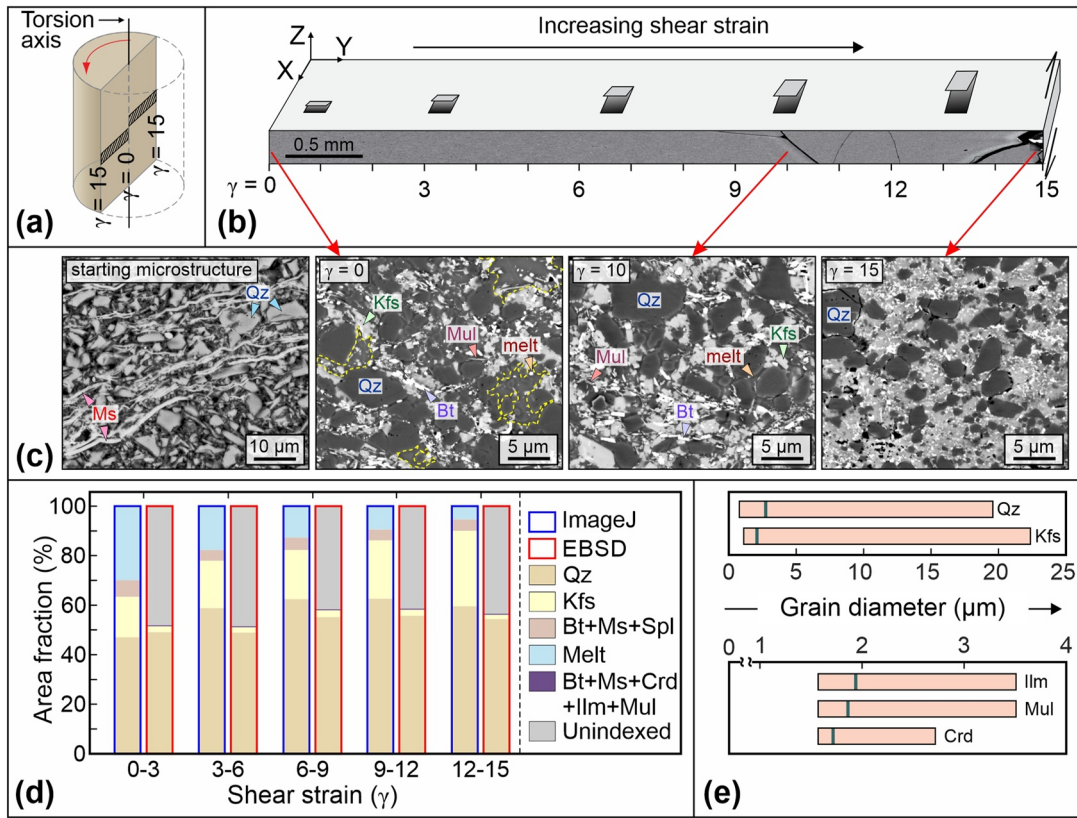 Torsion
axis
γ = 15
γ = 0
γ = 15
(a)
Increasing shear strain
Z
Y
X
0.5 mm
γ = 0
3
6
9
12
15
(b)
starting microstructure
Qz
Ms
10 µm
γ = 0
Kfs
Mul
melt
Qz
Bt
5 µm
γ = 10
Qz
Kfs
Mul
melt
Bt
5 µm
γ = 15
Qz
5 µm
(c)
100
80
60
40
20
0
Area fraction (%)
0-3
3-6
6-9
9-12
12-15
Shear strain (γ)
ImageJ
EBSD
Qz
Kfs
Bt+Ms+Spl
Melt
Bt+Ms+Crd
+Ilm+Mul
Unindexed
(d)
Qz
Kfs
0
5
10
15
20
25
Grain diameter (µm)
0
1
2
3
4
Ilm
Mul
Crd
(e)